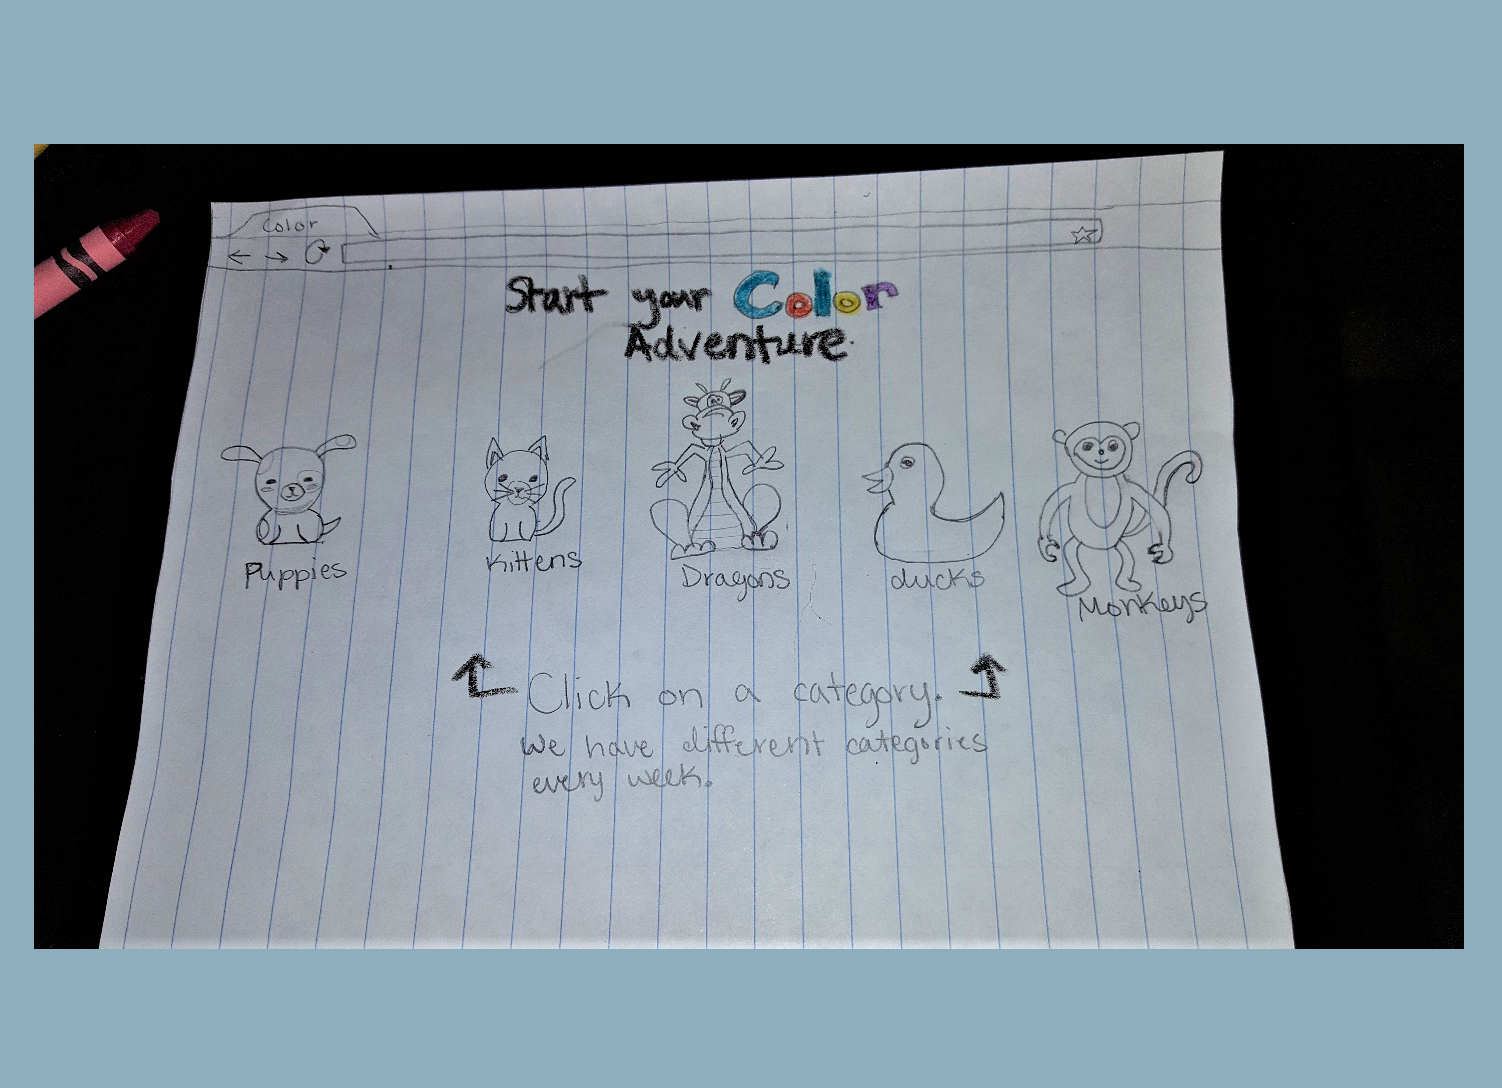 Color
Start your Color
Adventure.
Puppies
Kittens
Dragons
ducks
Monkeys
Click on a category.
We have different categories
every week.